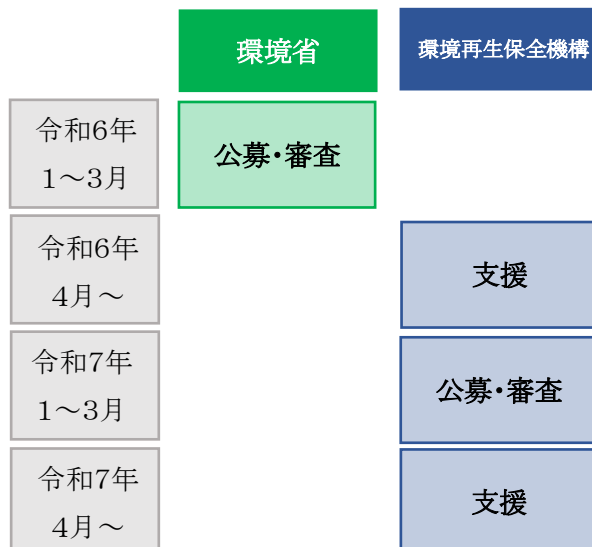 環境省
環境再生保全機構
令和6年
1～3月
公募・審査
令和6年
4月～
支援
令和7年
1～3月
公募・審査
令和7年
4月～
支援